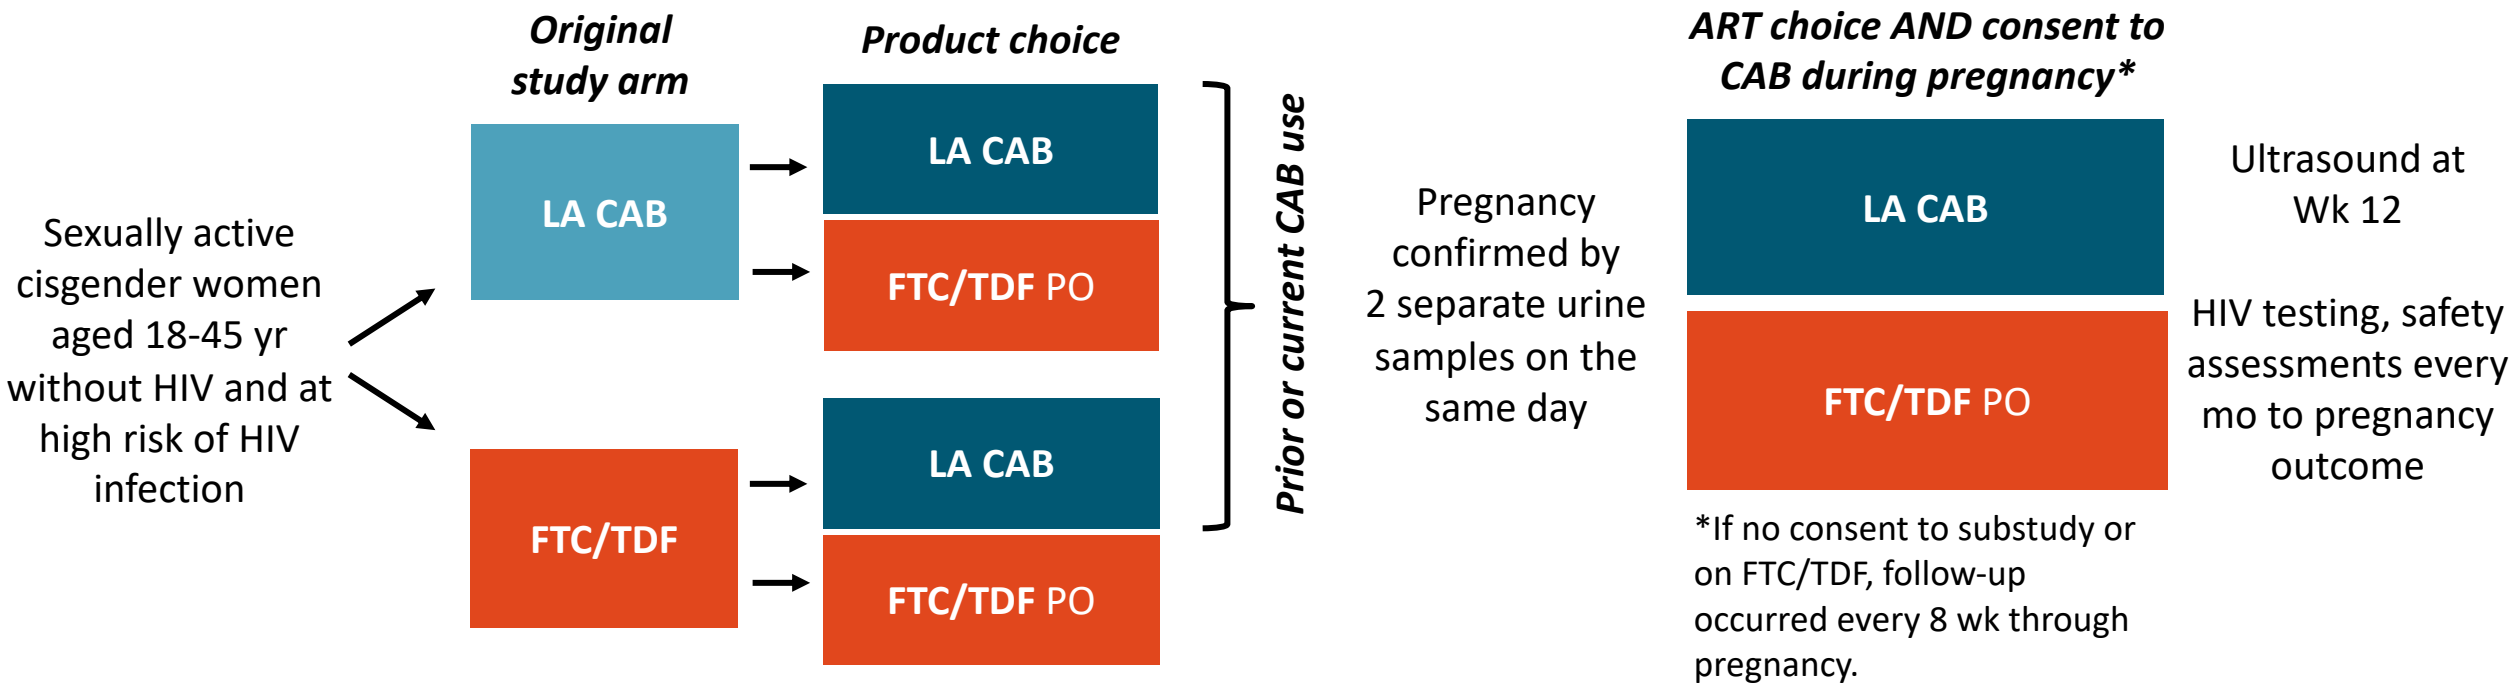 Sexually active
cisgender women
aged 18-45 yr
without HIV and at
high risk of HIV
infection
Original
study arm
LA CAB
FTC/TDF
Product choice
LA CAB
FTC/TDF PO
LA CAB
FTC/TDF PO
Prior or current CAB use
Pregnancy
confirmed by
2 separate urine
samples on the
same day
ART choice AND consent to
CAB during pregnancy*
LA CAB
FTC/TDF PO
*If no consent to substudy or
on FTC/TDF, follow-up
occurred every 8 wk through
pregnancy.
Ultrasound at
Wk 12
HIV testing, safety
assessments every
mo to pregnancy
outcome